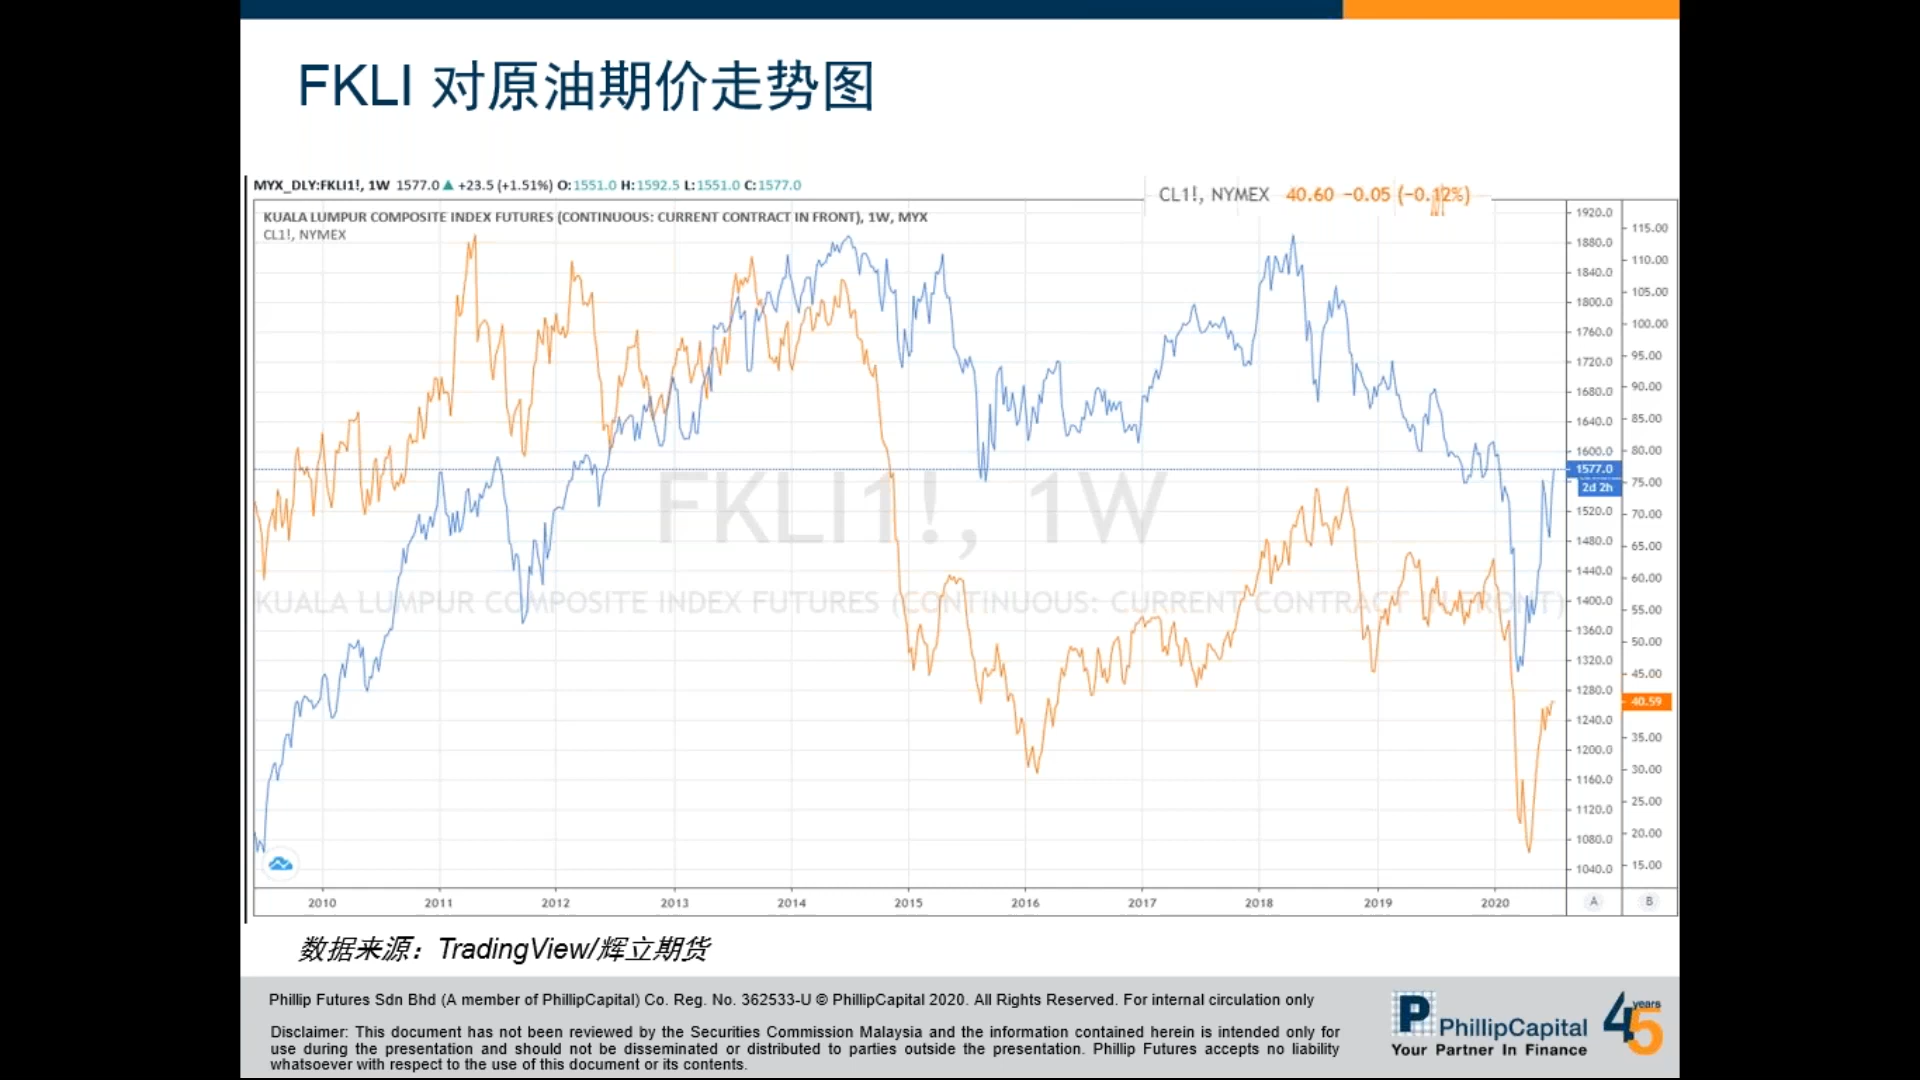 FKLI 对原油期价走势图
MYX_DLY:FKLI1!, 1W 1577.0 ▲ +23.5 (+1.51%) O:1551.0 H:1592.5 L:1551.0 C:1577.0
CL1!, NYMEX 40.60 −0.05 (−0.12%)
KUALA LUMPUR COMPOSITE INDEX FUTURES (CONTINUOUS: CURRENT CONTRACT IN FRONT), 1W, MYX
CL1!, NYMEX
FKLI1!, 1W
KUALA LUMPUR COMPOSITE INDEX FUTURES (CONTINUOUS: CURRENT CONTRACT IN FRONT)
1920.0
1880.0
1840.0
1800.0
1760.0
1720.0
1680.0
1640.0
1600.0
1577.0
2d 2h
1520.0
1480.0
1440.0
1400.0
1360.0
1320.0
1280.0
1240.0
1200.0
1160.0
1120.0
1080.0
1040.0
115.00
110.00
105.00
100.00
95.00
90.00
85.00
80.00
75.00
70.00
65.00
60.00
55.00
50.00
45.00
40.59
35.00
30.00
25.00
20.00
15.00
2010 2011 2012 2013 2014 2015 2016 2017 2018 2019 2020 A B
数据来源：TradingView/辉立期货
Phillip Futures Sdn Bhd (A member of PhillipCapital) Co. Reg. No. 362533-U © PhillipCapital 2020. All Rights Reserved. For internal circulation only
Disclaimer: This document has not been reviewed by the Securities Commission Malaysia and the information contained herein is intended only for
use during the presentation and should not be disseminated or distributed to parties outside the presentation. Phillip Futures accepts no liability
whatsoever with respect to the use of this document or its contents.
P PhillipCapital
Your Partner In Finance
45 years